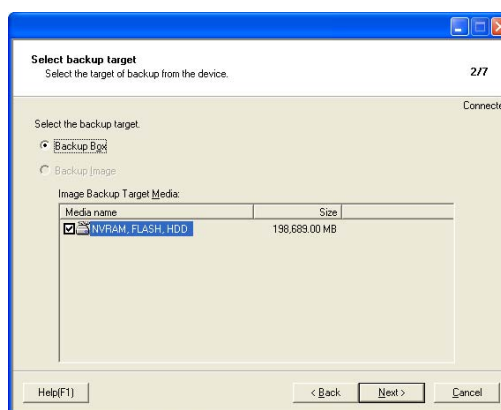 Select backup target
Select the target of backup from the device.
2/7
Connecte
Select the backup target.
Backup Box
Backup Image
Image Backup Target Media:
Media name Size
NVRAM, FLASH, HDD 198,689.00 MB
Help(F1) < Back Next > Cancel